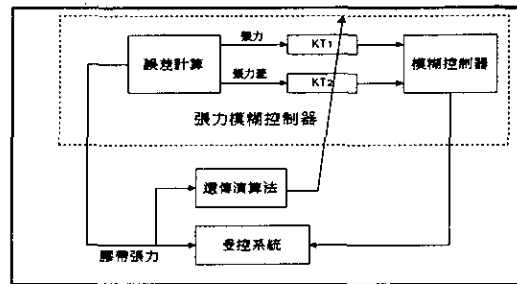 張力
KT1
誤差計算
模糊控制器
張力差
KT2
張力模糊控制器
遺傳演算法
膠帶張力
受控系統